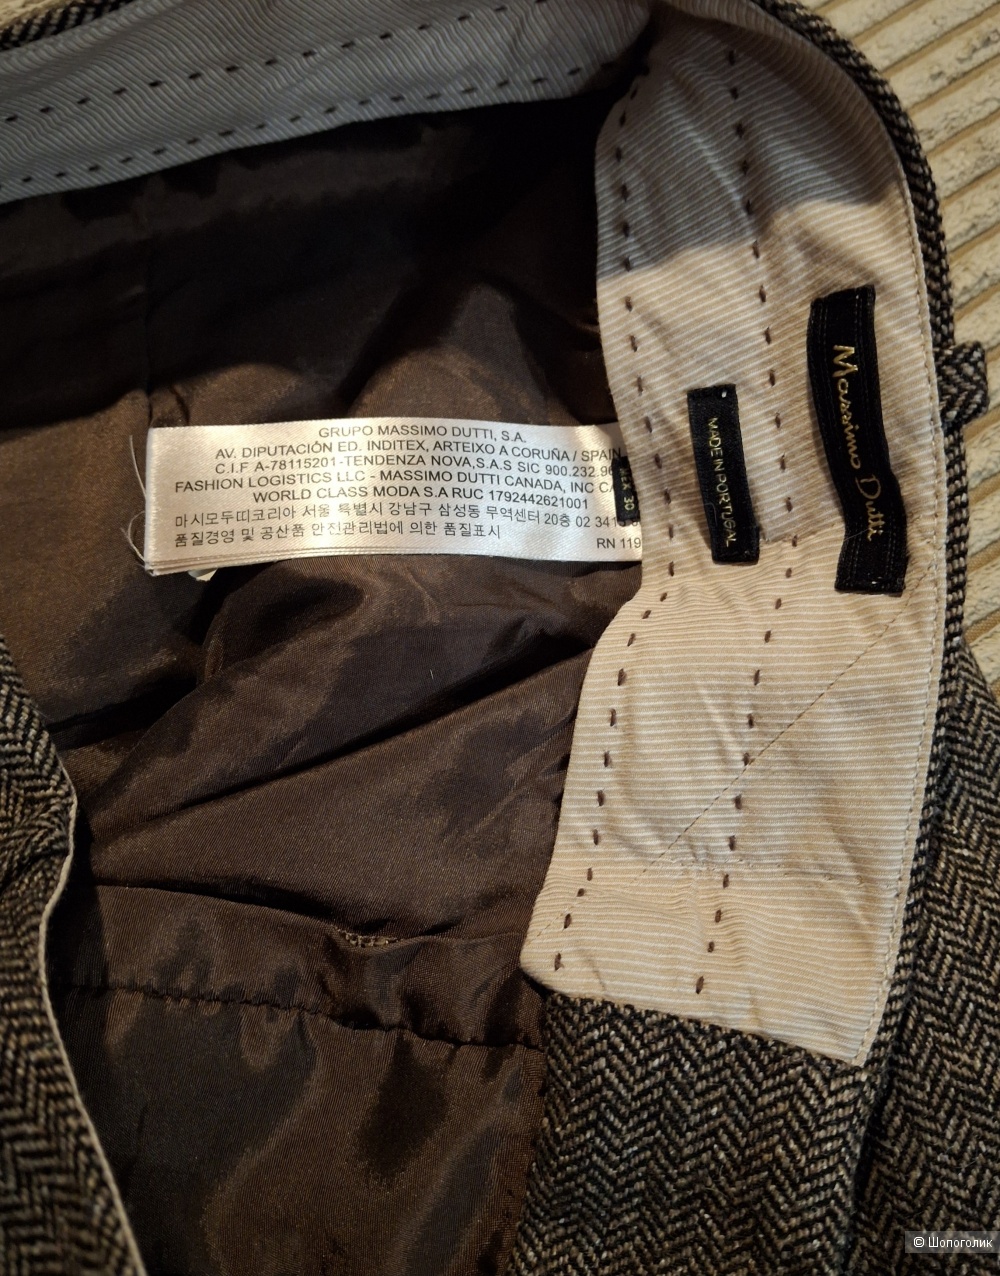 GRUPO MASSIMO DUTTI, S.A.
AV. DIPUTACIÓN ED. INDITEX, ARTEIXO A CORUÑA / SPAIN
C.I.F A-78115201-TENDENZA NOVA,S.A.S SIC 900.232.9
FASHION LOGISTICS LLC - MASSIMO DUTTI CANADA, INC CA
WORLD CLASS MODA S.A RUC 1792442621001
마시모두띠코리아 서울 특별시 강남구 삼성동 무역센터 20층 02 341
품질경영 및 공산품 안전관리법에 의한 품질표시
RN 119
30
MADE IN PORTUGAL
Massimo Dutti
© Шопоголик